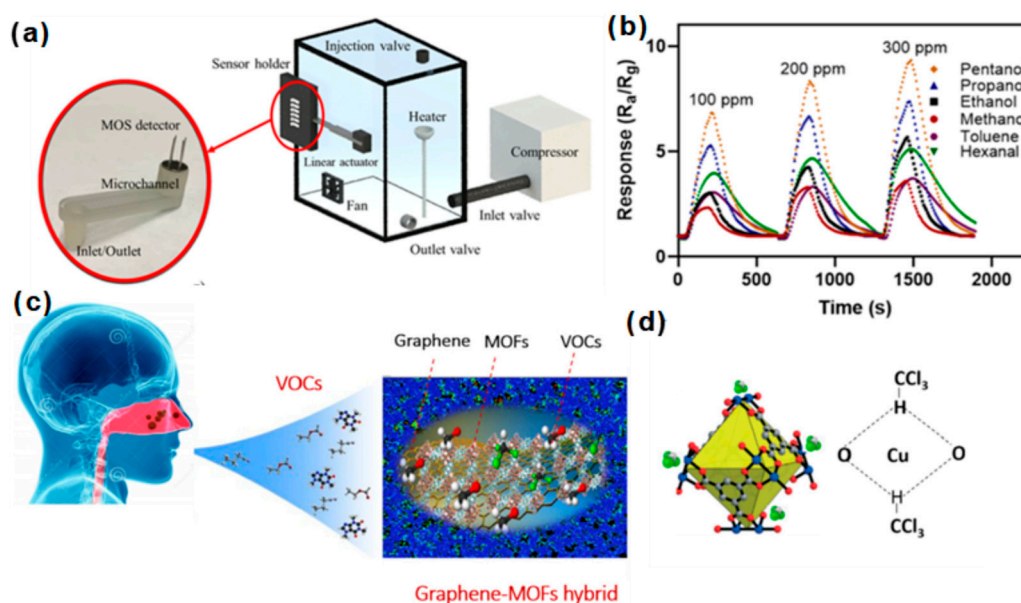 (a)
Injection valve
Sensor holder
MOS detector
Heater
Compressor
Linear actuator
Microchannel
Fan
Inlet valve
Inlet/Outlet
Outlet valve
(b)
Response (Ra/Rg)
10
5
0
100 ppm
200 ppm
300 ppm
Pentano
Propano
Ethanol
Methano
Toluene
Hexanal
0
500
1000
1500
2000
Time (s)
(c)
VOCs
Graphene
MOFs
VOCs
Graphene-MOFs hybrid
(d)
CCl3
H
O
Cu
O
H
CCl3